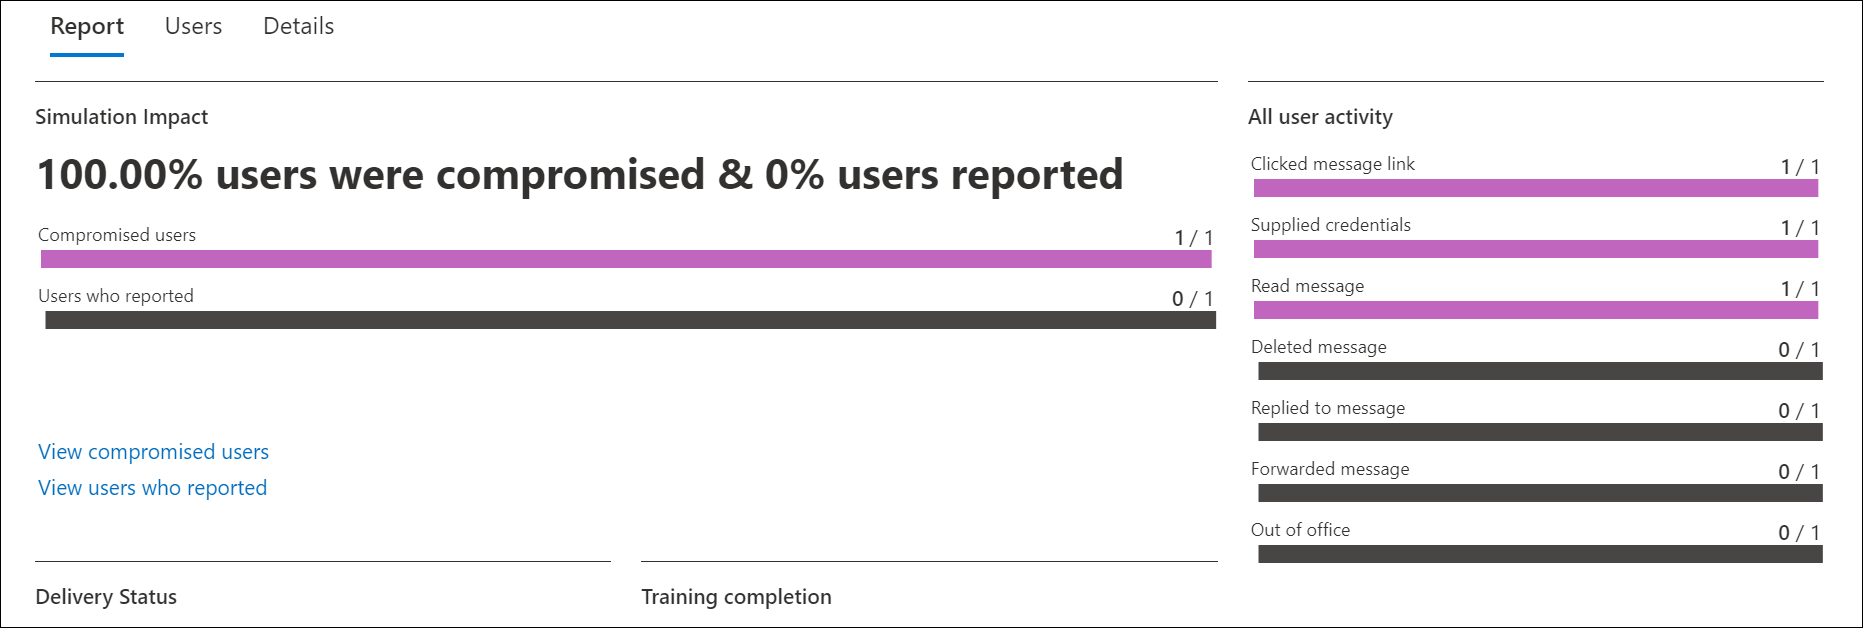 Report Users Details
Simulation Impact
100.00% users were compromised & 0% users reported
Compromised users 1 / 1
Users who reported 0 / 1
View compromised users
View users who reported
All user activity
Clicked message link 1 / 1
Supplied credentials 1 / 1
Read message 1 / 1
Deleted message 0 / 1
Replied to message 0 / 1
Forwarded message 0 / 1
Out of office 0 / 1
Delivery Status
Training completion